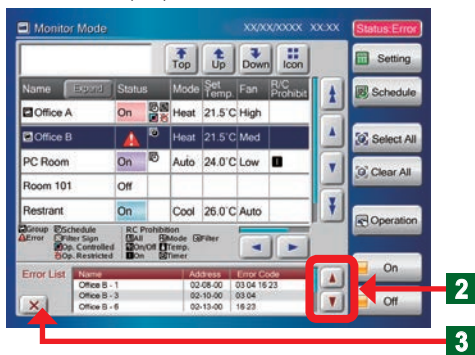 Monitor Mode XX/XX/XXXX XX:XX Status:Error
Top Up Down Icon
Setting
Name Expand Status Mode Set Temp. Fan R/C Prohibit
Schedule
Office A On Heat 21.5°C High
Office B Heat 21.5°C Med
Select All
PC Room On Auto 24.0°C Low
Clear All
Room 101 Off
Restrant On Cool 26.0°C Auto
Operation
Group Schedule RC Prohibition
Error Filter Sign All Mode Filter
Op. Controlled On/Off Temp.
Op. Restricted On Timer
Error List Name Address Error Code
On
Office B - 1 02-08-00 03 04 16 23
Office B - 3 02-10-00 03 04
Office B - 6 02-13-00 16 23
Off
2
3